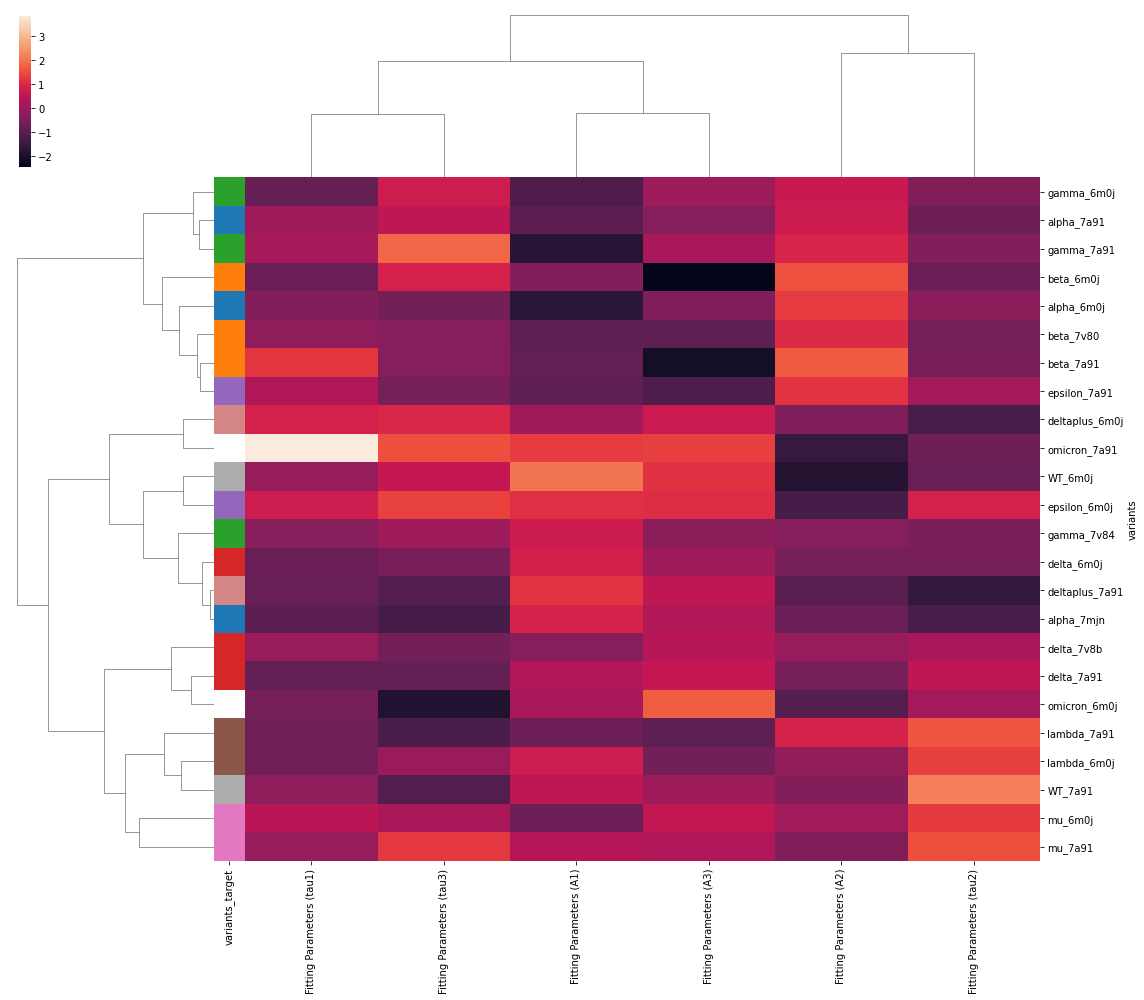 3
2
1
0
−1
−2
gamma_6m0j
alpha_7a91
gamma_7a91
beta_6m0j
alpha_6m0j
beta_7v80
beta_7a91
epsilon_7a91
deltaplus_6m0j
omicron_7a91
WT_6m0j
epsilon_6m0j
gamma_7v84
delta_6m0j
deltaplus_7a91
alpha_7mjn
delta_7v8b
delta_7a91
omicron_6m0j
lambda_7a91
lambda_6m0j
WT_7a91
mu_6m0j
mu_7a91
variants
variants_target
Fitting Parameters (tau1)
Fitting Parameters (tau3)
Fitting Parameters (A1)
Fitting Parameters (A3)
Fitting Parameters (A2)
Fitting Parameters (tau2)